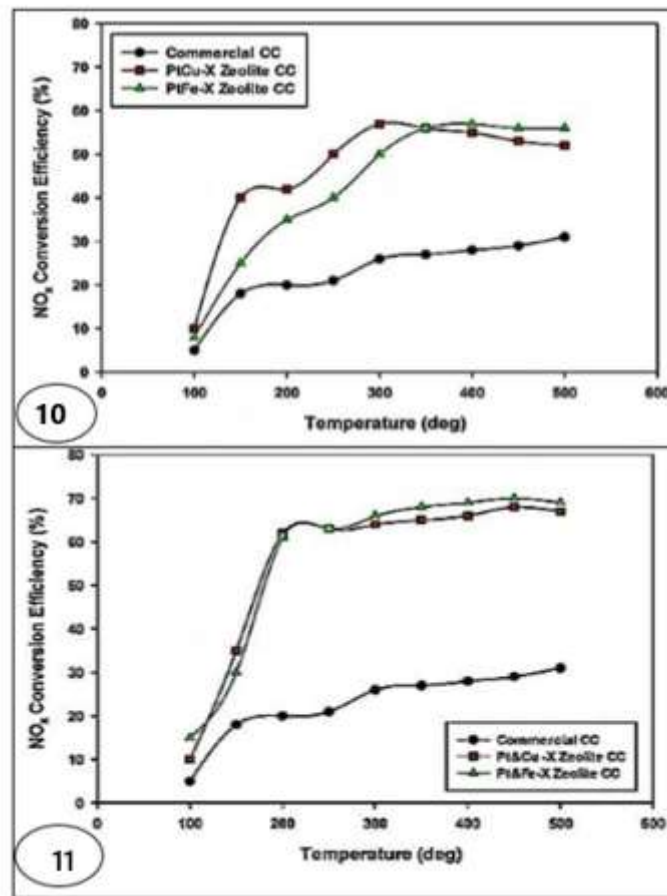 80
70
60
50
40
30
20
10
0
NOx Conversion Efficiency (%)
Commercial CC
PtCu-X Zeolite CC
PtFe-X Zeolite CC
0 100 200 300 400 500 600
Temperature (deg)
10
80
70
60
50
40
30
20
10
0
NOx Conversion Efficiency (%)
Commercial CC
Pt&Cu-X Zeolite CC
Pt&Fe-X Zeolite CC
0 100 200 300 400 500 600
Temperature (deg)
11